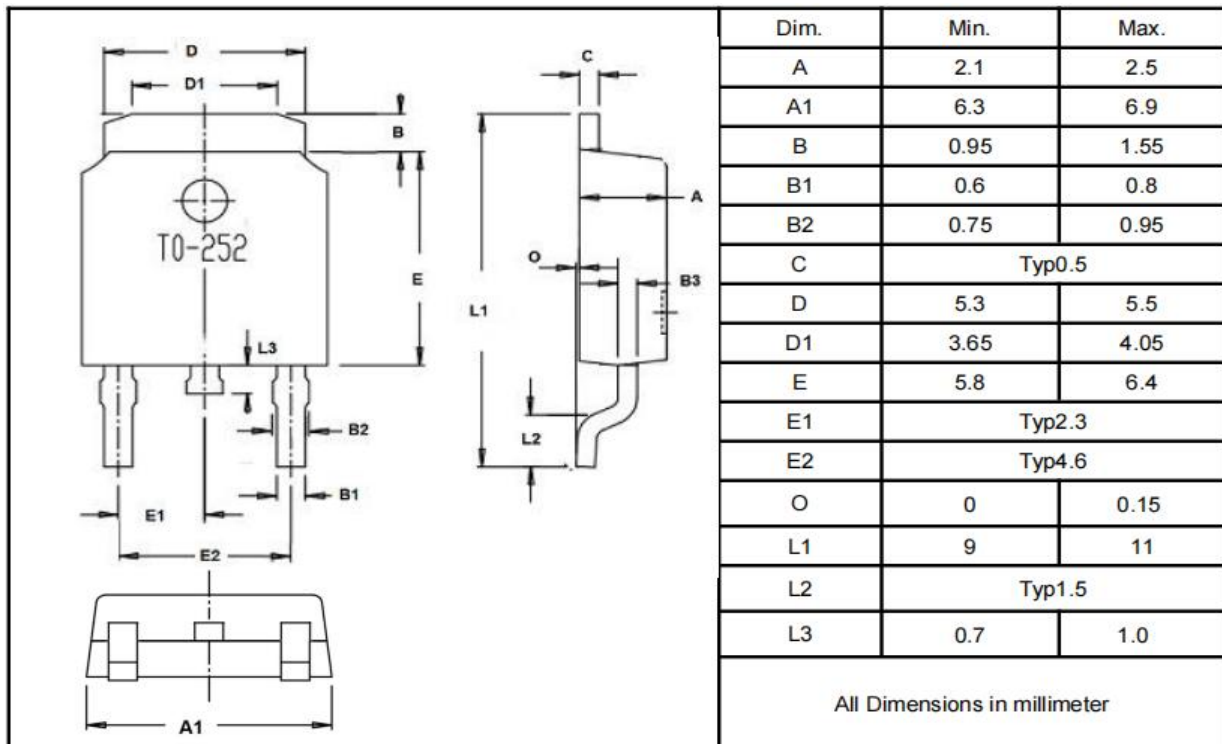 D
D1
B
TO-252
E
L3
B2
B1
E1
E2
A1
C
A
O
B3
L1
L2
Dim. Min. Max.
A 2.1 2.5
A1 6.3 6.9
B 0.95 1.55
B1 0.6 0.8
B2 0.75 0.95
C Typ0.5
D 5.3 5.5
D1 3.65 4.05
E 5.8 6.4
E1 Typ2.3
E2 Typ4.6
O 0 0.15
L1 9 11
L2 Typ1.5
L3 0.7 1.0
All Dimensions in millimeter